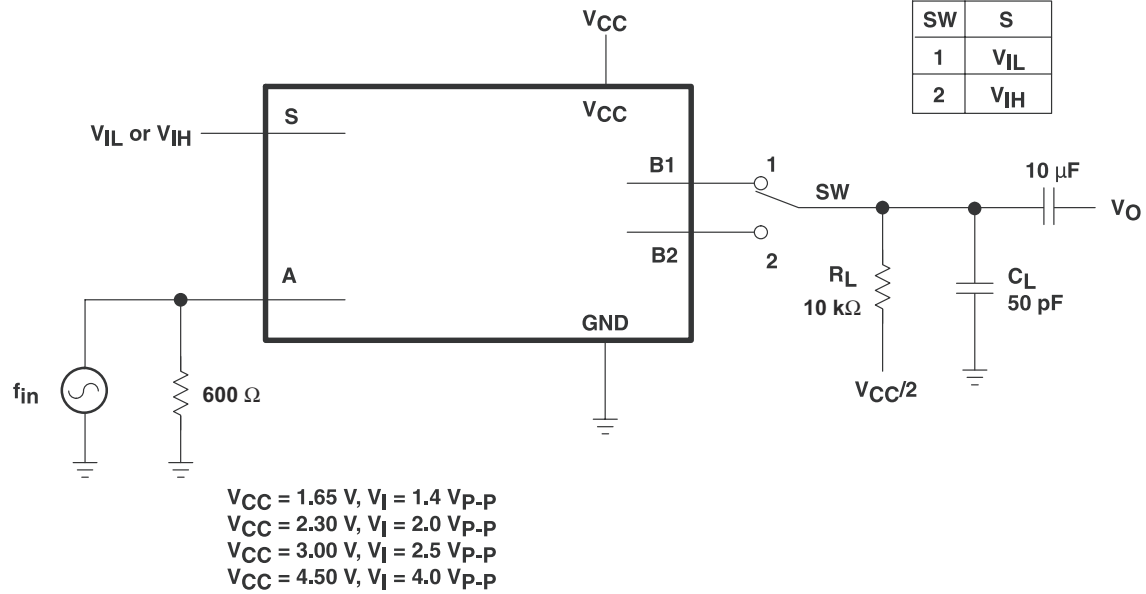 VCC
SW S
1 VIL
2 VIH
VCC
S
VIL or VIH
B1
1
SW
10 μF
VO
B2
2
A
RL
10 kΩ
CL
50 pF
GND
fin
600 Ω
VCC/2
VCC = 1.65 V, VI = 1.4 VP-P
VCC = 2.30 V, VI = 2.0 VP-P
VCC = 3.00 V, VI = 2.5 VP-P
VCC = 4.50 V, VI = 4.0 VP-P